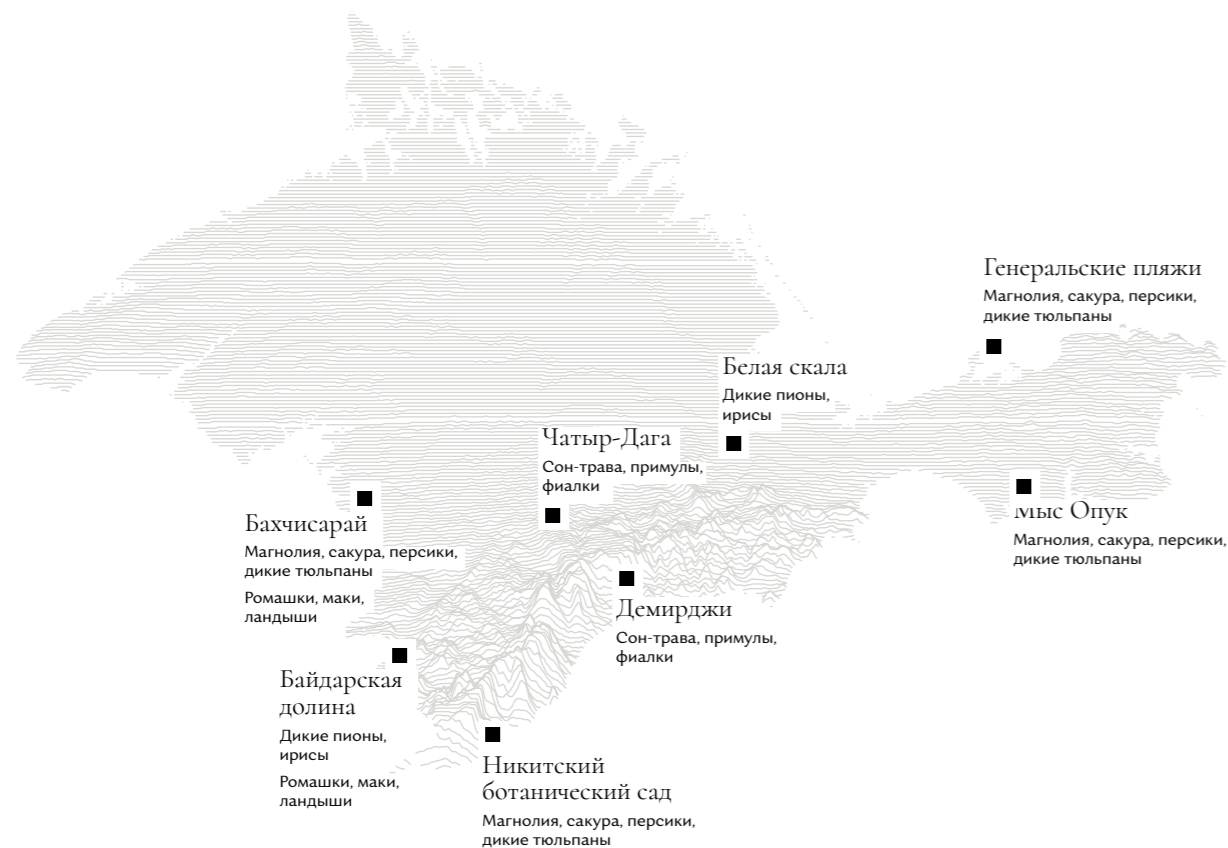 Генеральские пляжи
Магнолия, сакура, персики,
дикие тюльпаны
Белая скала
Дикие пионы,
ирисы
Чатыр-Дага
Сон-трава, примулы,
фиалки
Бахчисарай
Магнолия, сакура, персики,
дикие тюльпаны
Ромашки, маки,
ландыши
Мыс Опук
Магнолия, сакура, персики,
дикие тюльпаны
Демирджи
Сон-трава, примулы,
фиалки
Байдарская
долина
Дикие пионы,
ирисы
Ромашки, маки,
ландыши
Никитский
ботанический сад
Магнолия, сакура, персики,
дикие тюльпаны